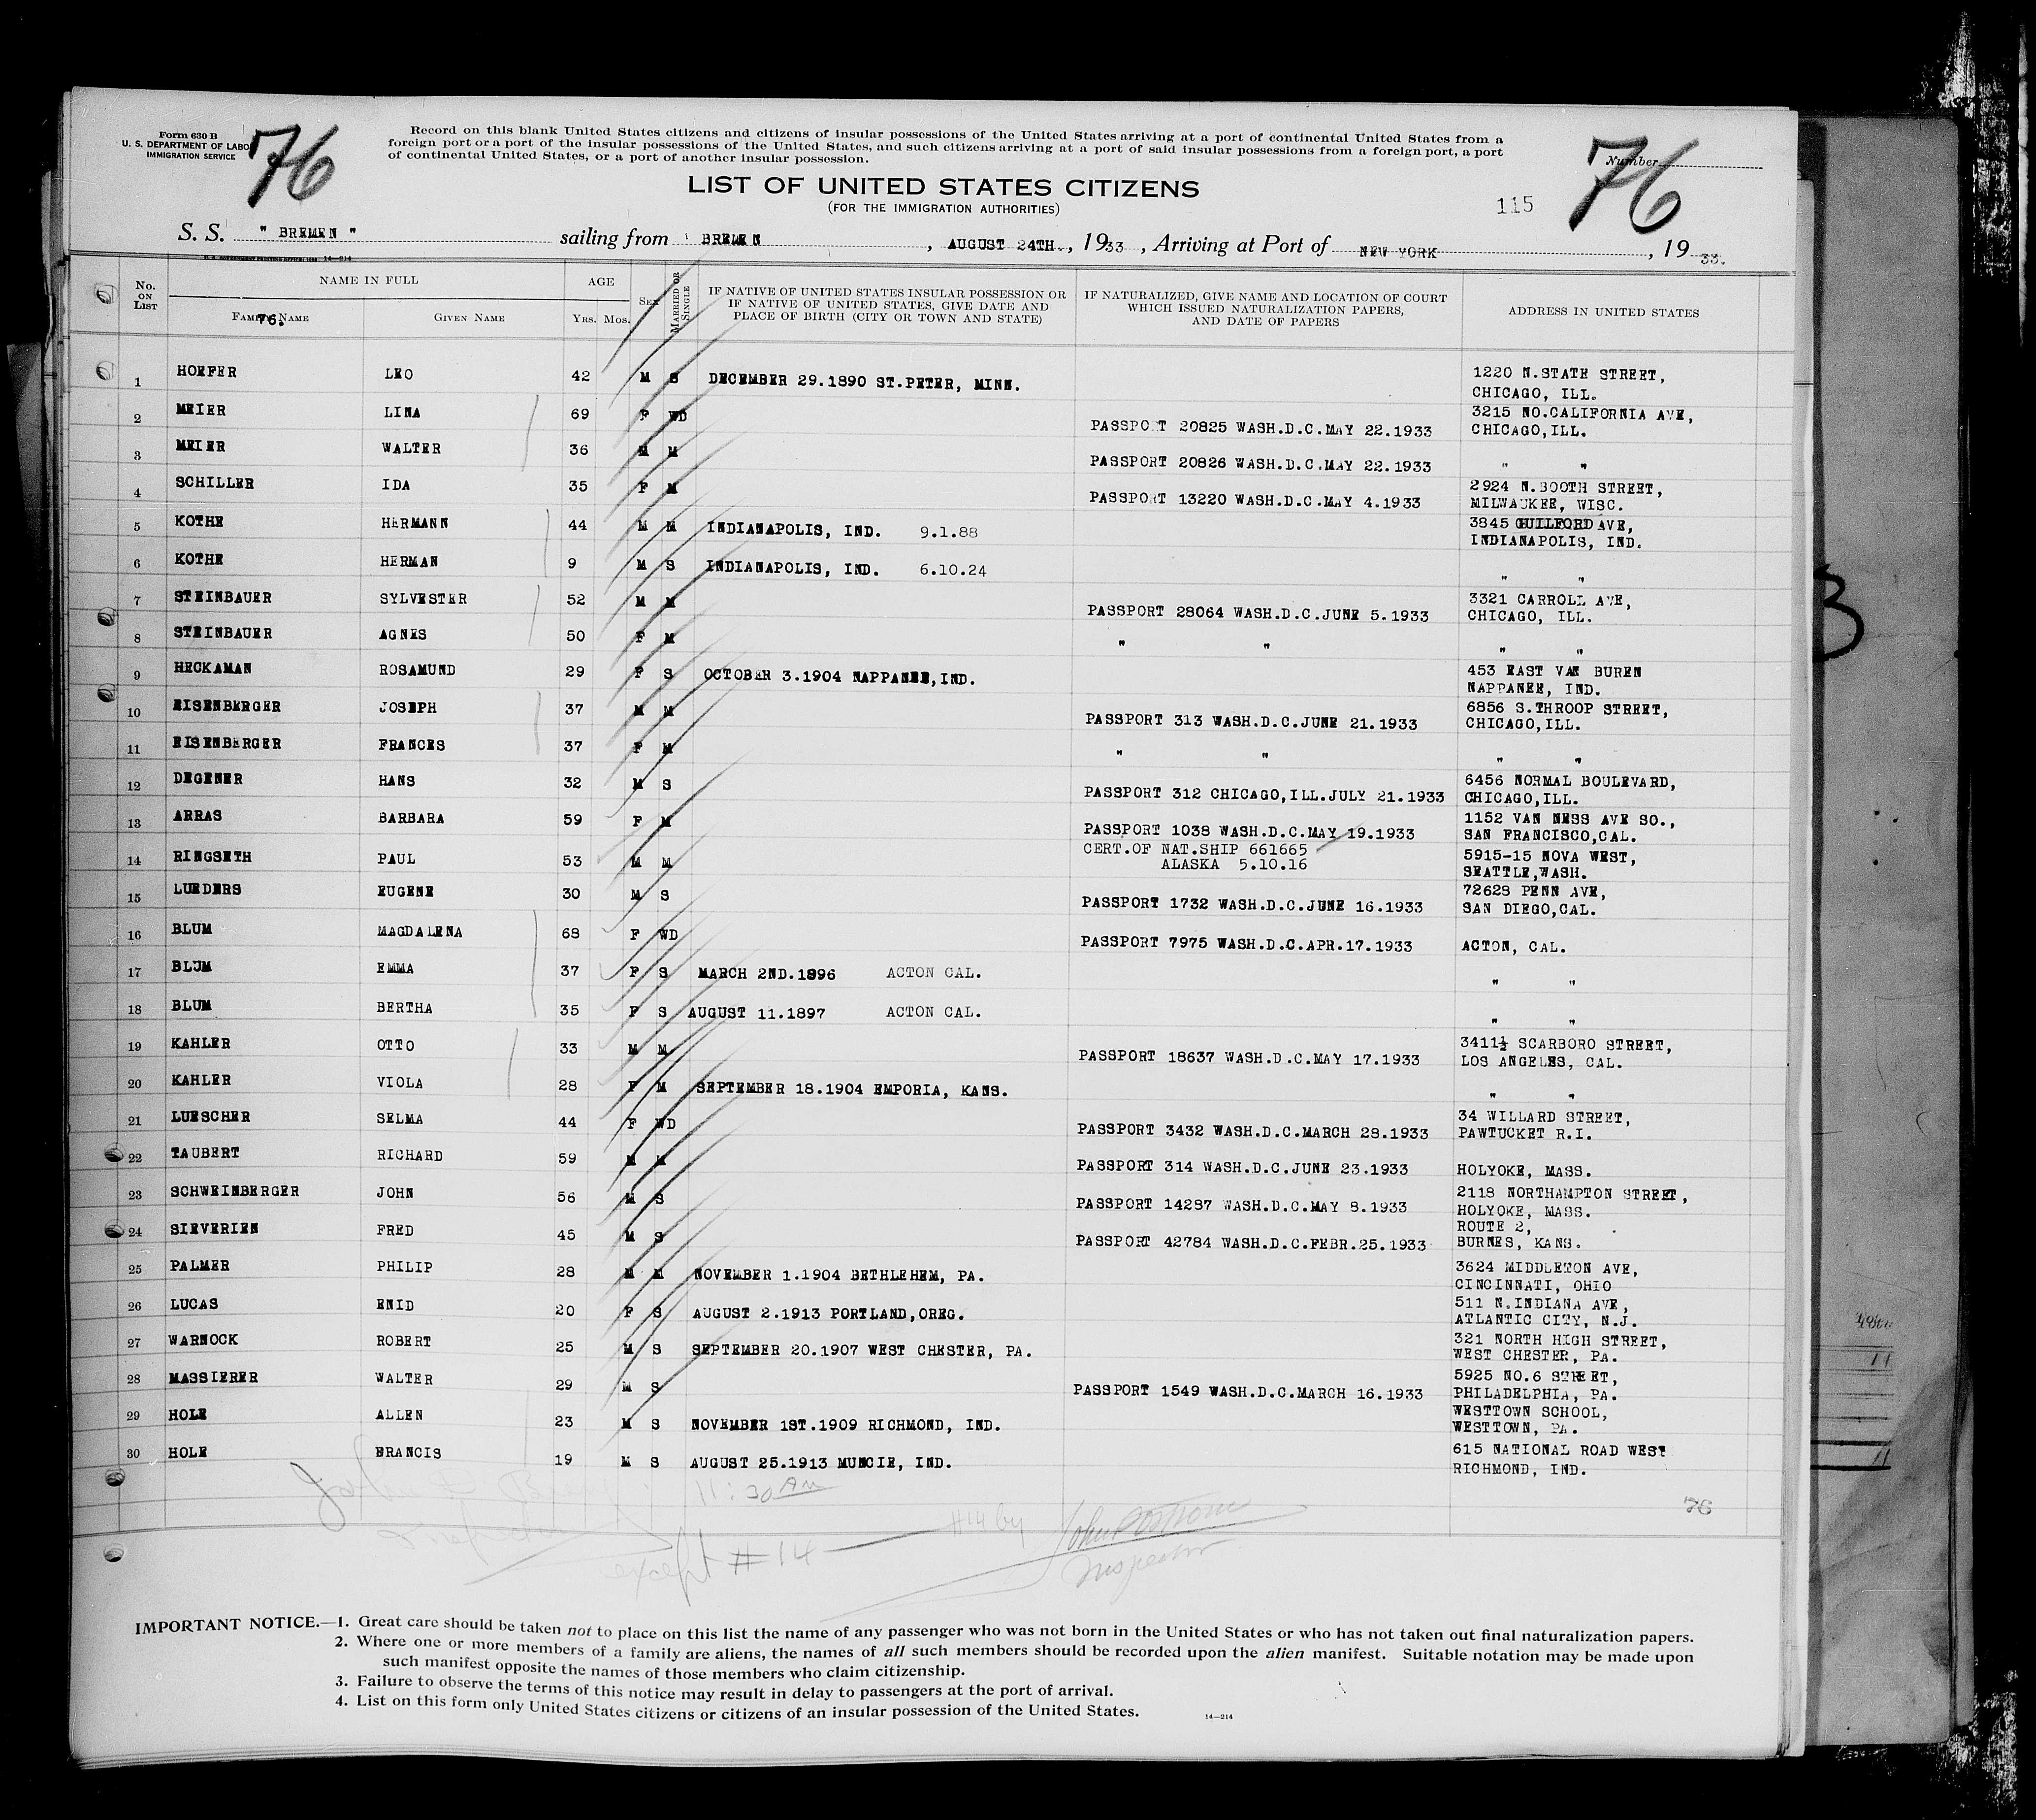 Form 630 B
U. S. DEPARTMENT OF LABO
IMMIGRATION SERVICE
76
Record on this blank United States citizens and citizens of insular possessions of the United States arriving at a port of continental United States from a
foreign port or a port of the insular possessions of the United States, and such citizens arriving at a port of said insular possessions from a foreign port, a port
of continental United States, or a port of another insular possession.
Number
76
LIST OF UNITED STATES CITIZENS
(FOR THE IMMIGRATION AUTHORITIES)
115
S. S. " BREMEN " sailing from BREMEN , AUGUST 24TH. , 1933 , Arriving at Port of NEW YORK , 19 33.
14—214
No. ON LIST
NAME IN FULL
FAMILY NAME
76.
GIVEN NAME
AGE
YRS. MOS.
SEX
MARRIED OR SINGLE
IF NATIVE OF UNITED STATES INSULAR POSSESSION OR
IF NATIVE OF UNITED STATES, GIVE DATE AND
PLACE OF BIRTH (CITY OR TOWN AND STATE)
IF NATURALIZED, GIVE NAME AND LOCATION OF COURT
WHICH ISSUED NATURALIZATION PAPERS,
AND DATE OF PAPERS
ADDRESS IN UNITED STATES
1 HOEFER LEO 42 M S DECEMBER 29.1890 ST.PETER, MINN. 1220 N.STATE STREET,
CHICAGO, ILL.
2 MEIER LINA 69 F WD PASSPORT 20825 WASH.D.C.MAY 22.1933 3215 NO.CALIFORNIA AVE,
CHICAGO,ILL.
3 MEIER WALTER 36 M M PASSPORT 20826 WASH.D.C.MAY 22.1933 " "
4 SCHILLER IDA 35 F M PASSPORT 13220 WASH.D.C.MAY 4.1933 2924 N.BOOTH STREET,
MILWAUKEE, WISC.
5 KOTHE HERMANN 44 M M INDIANAPOLIS, IND. 9.1.88 3845 GUILFORD AVE,
INDIANAPOLIS, IND.
6 KOTHE HERMAN 9 M S INDIANAPOLIS, IND. 6.10.24 " "
7 STEINBAUER SYLVESTER 52 M M PASSPORT 28064 WASH.D.C.JUNE 5.1933 3321 CARROLL AVE,
CHICAGO, ILL.
8 STEINBAUER AGNES 50 F M " " " "
9 HECKAMAN ROSAMUND 29 F S OCTOBER 3.1904 NAPPANEE,IND. 453 EAST VAN BUREN
NAPPANEE, IND.
10 EISENBERGER JOSEPH 37 M M PASSPORT 313 WASH.D.C.JUNE 21.1933 6856 S.THROOP STREET,
CHICAGO,ILL.
11 EISENBERGER FRANCES 37 F M " " " "
12 DEGENER HANS 32 M S PASSPORT 312 CHICAGO,ILL.JULY 21.1933 6456 NORMAL BOULEVARD,
CHICAGO,ILL.
13 ARRAS BARBARA 59 F M PASSPORT 1038 WASH.D.C.MAY 19.1933 1152 VAN NESS AVE SO.,
SAN FRANCISCO,CAL.
14 RINGSETH PAUL 53 M M CERT.OF NAT.SHIP 661665
ALASKA 5.10.16 5915-15 NOVA WEST,
SEATTLE,WASH.
15 LUEDERS EUGENE 30 M S PASSPORT 1732 WASH.D.C.JUNE 16.1933 7262S PENN AVE,
SAN DIEGO,CAL.
16 BLUM MAGDALENA 68 F WD PASSPORT 7975 WASH.D.C.APR.17.1933 ACTON, CAL.
17 BLUM EMMA 37 F S MARCH 2ND.1896 ACTON CAL. " "
18 BLUM BERTHA 35 F S AUGUST 11.1897 ACTON CAL. " "
19 KAHLER OTTO 33 M M PASSPORT 18637 WASH.D.C.MAY 17.1933 3411½ SCARBORO STREET,
LOS ANGELES, CAL.
20 KAHLER VIOLA 28 F M SEPTEMBER 18.1904 EMPORIA, KANS. " "
21 LUESCHER SELMA 44 F WD PASSPORT 3432 WASH.D.C.MARCH 28.1933 34 WILLARD STREET,
PAWTUCKET R.I.
22 TAUBERT RICHARD 59 M M PASSPORT 314 WASH.D.C.JUNE 23.1933 HOLYOKE, MASS.
23 SCHWEINBERGER JOHN 56 M S PASSPORT 14287 WASH.D.C.MAY 8.1933 2118 NORTHAMPTON STREET,
HOLYOKE, MASS.
24 SIEVERIEN FRED 45 M S PASSPORT 42784 WASH.D.C.FEBR.25.1933 ROUTE 2,
BURNES, KANS.
25 PALMER PHILIP 28 M M NOVEMBER 1.1904 BETHLEHEM, PA. 3624 MIDDLETON AVE,
CINCINNATI, OHIO
26 LUCAS ENID 20 F S AUGUST 2.1913 PORTLAND,OREG. 511 N.INDIANA AVE,
ATLANTIC CITY, N.J.
27 WARNOCK ROBERT 25 M S SEPTEMBER 20.1907 WEST CHESTER, PA. 321 NORTH HIGH STREET,
WEST CHESTER, PA.
28 MASSIERER WALTER 29 M S PASSPORT 1549 WASH.D.C.MARCH 16.1933 5925 NO.6 STREET,
PHILADELPHIA, PA.
29 HOLE ALLEN 23 M S NOVEMBER 1ST.1909 RICHMOND, IND. WESTTOWN SCHOOL,
WESTTOWN, PA.
30 HOLE BRANCIS 19 M S AUGUST 25.1913 MUNCIE, IND. 615 NATIONAL ROAD WEST
RICHMOND, IND.
11:30 AM
76
except #14
#14 by
Inspector
IMPORTANT NOTICE.—1. Great care should be taken not to place on this list the name of any passenger who was not born in the United States or who has not taken out final naturalization papers.
2. Where one or more members of a family are aliens, the names of all such members should be recorded upon the alien manifest. Suitable notation may be made upon
such manifest opposite the names of those members who claim citizenship.
3. Failure to observe the terms of this notice may result in delay to passengers at the port of arrival.
4. List on this form only United States citizens or citizens of an insular possession of the United States.
14—214